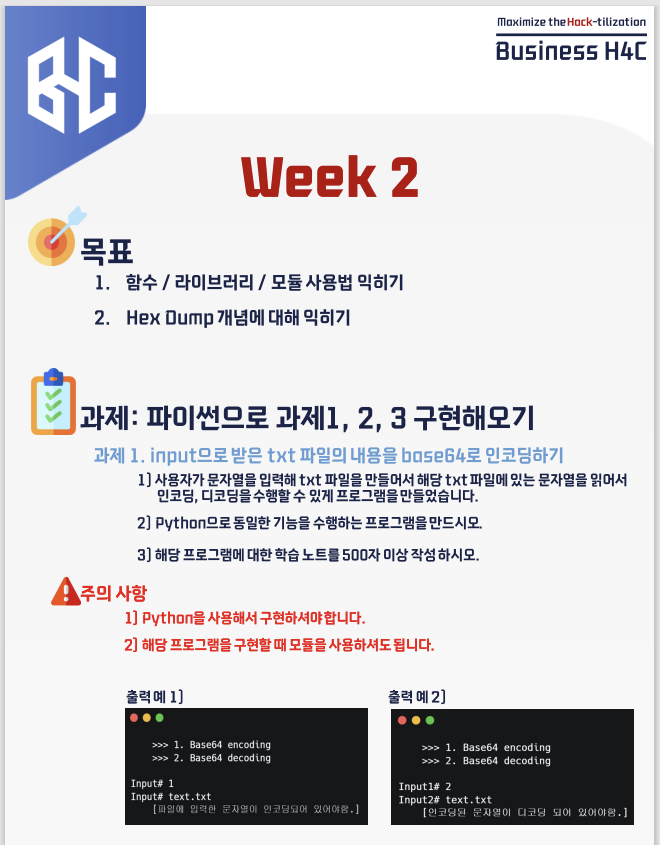 Maximize the Hack-tilization
Business H4C
BHC
Week 2
목표
1. 함수 / 라이브러리 / 모듈 사용법 익히기
2. Hex Dump 개념에 대해 익히기
과제: 파이썬으로 과제1, 2, 3 구현해오기
과제 1. input으로 받은 txt 파일의 내용을 base64로 인코딩하기
1] 사용자가 문자열을 입력해 txt 파일을 만들어서 해당 txt 파일에 있는 문자열을 읽어서
인코딩, 디코딩을 수행할 수 있게 프로그램을 만들었습니다.
2] Python으로 동일한 기능을 수행하는 프로그램을 만드시오.
3] 해당 프로그램에 대한 학습 노트를 500자 이상 작성 하시오.
주의 사항
1] Python을 사용해서 구현하셔야 합니다.
2] 해당 프로그램을 구현할 때 모듈을 사용하셔도 됩니다.
출력 예 1]
>>> 1. Base64 encoding
>>> 2. Base64 decoding
Input# 1
Input# text.txt
[파일에 입력한 문자열이 인코딩되어 있어야함.]
출력 예 2]
>>> 1. Base64 encoding
>>> 2. Base64 decoding
Input1# 2
Input2# text.txt
[인코딩된 문자열이 디코딩 되어 있어야함.]